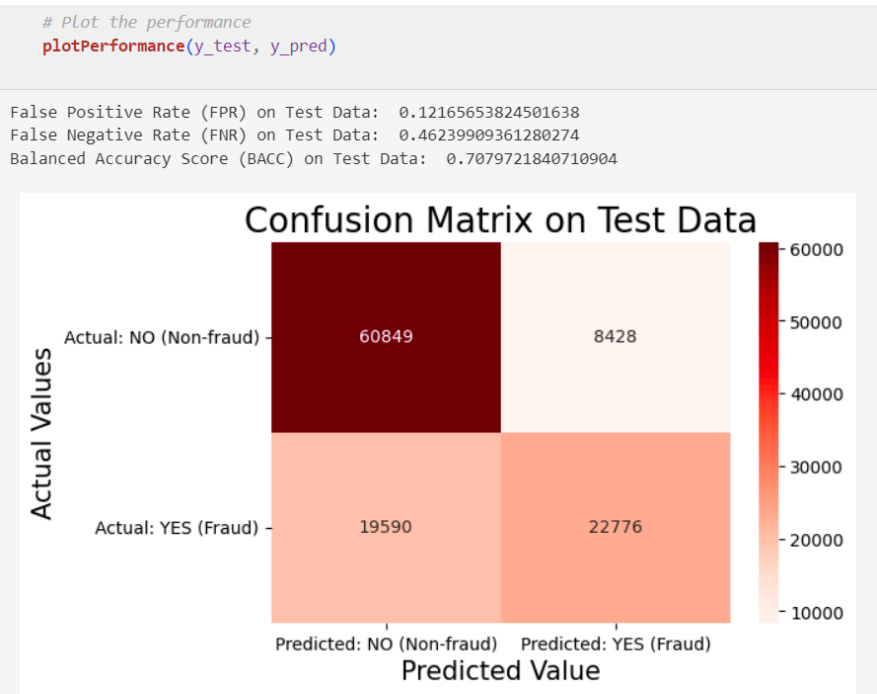 # Plot the performance
plotPerformance(y_test, y_pred)
False Positive Rate (FPR) on Test Data:  0.12165653824501638
False Negative Rate (FNR) on Test Data:  0.46239909361280274
Balanced Accuracy Score (BACC) on Test Data:  0.7079721840710904
Confusion Matrix on Test Data
Actual Values
Actual: NO (Non-fraud)
60849
8428
Actual: YES (Fraud)
19590
22776
Predicted: NO (Non-fraud)
Predicted: YES (Fraud)
Predicted Value
60000
50000
40000
30000
20000
10000